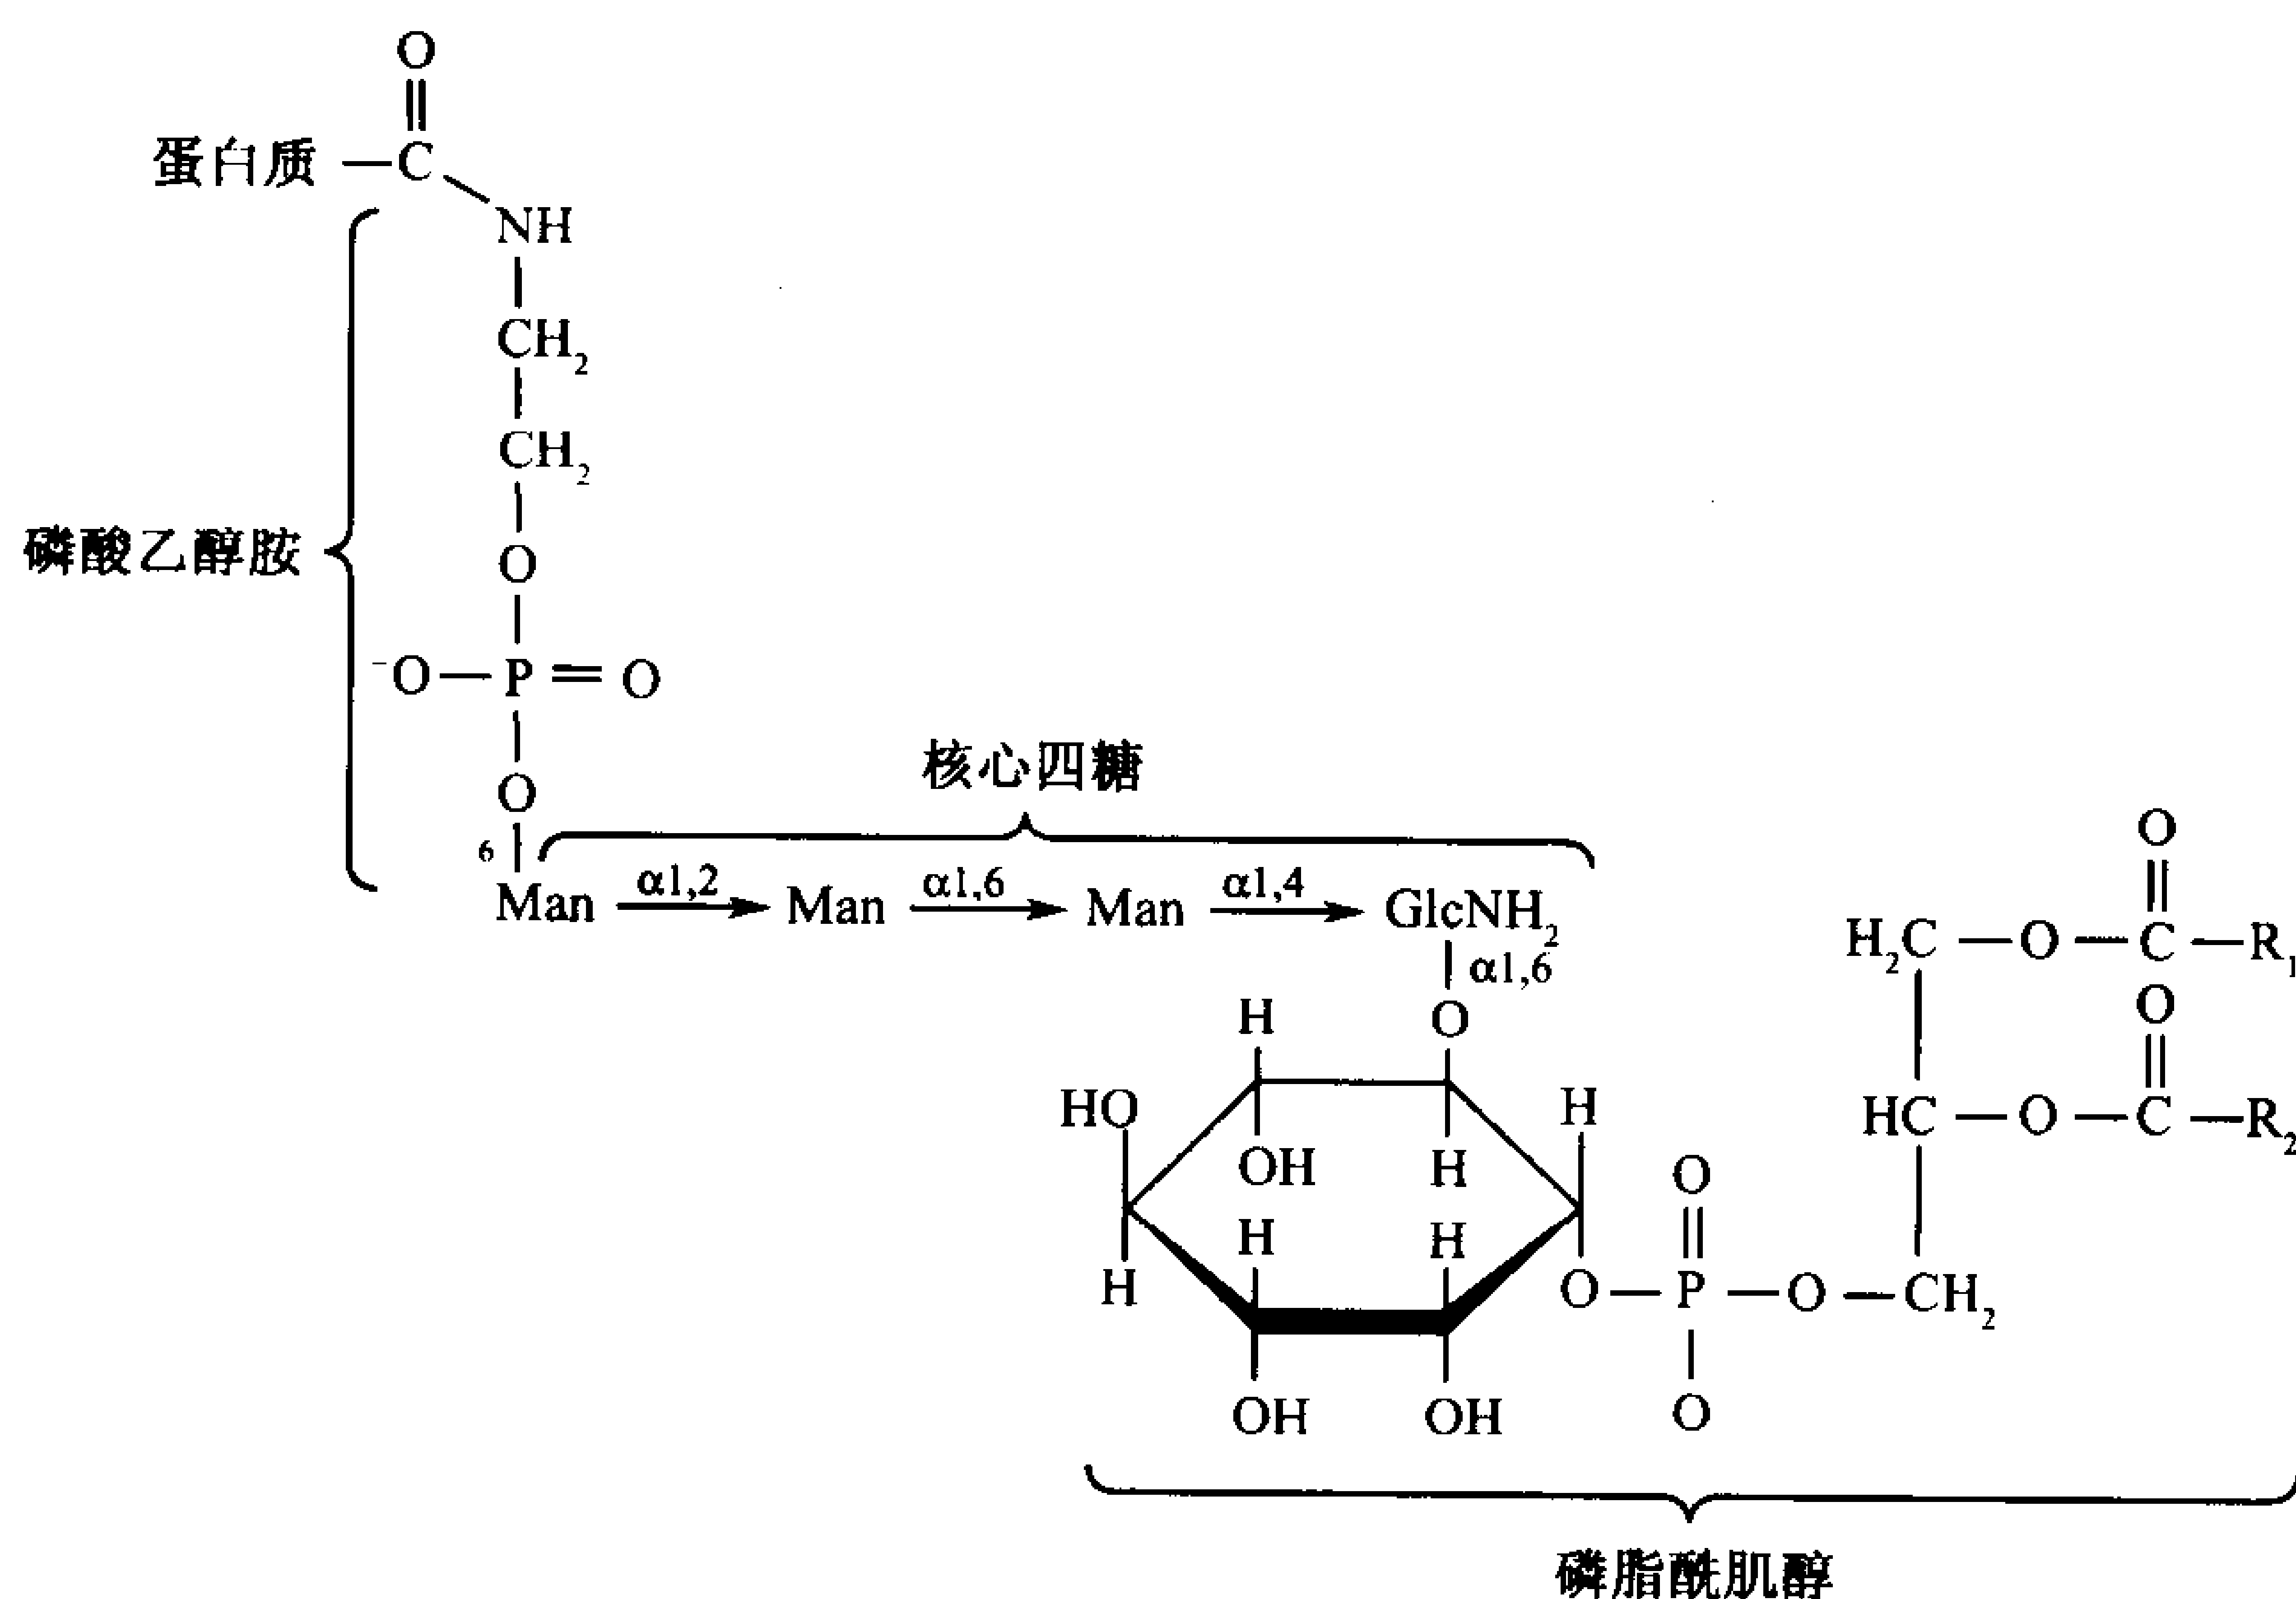 O
蛋白质 C
NH
CH2
CH2
磷酸乙醇胺
O
-O P O
O
核心四糖
6
Man α1,2 Man α1,6 Man α1,4 GlcNH2
α1,6
O
H2C O C R1
O
H O
HO H
OH H
HC O C R2
O
H H
H
O P O CH2
OH OH
O
磷脂酰肌醇